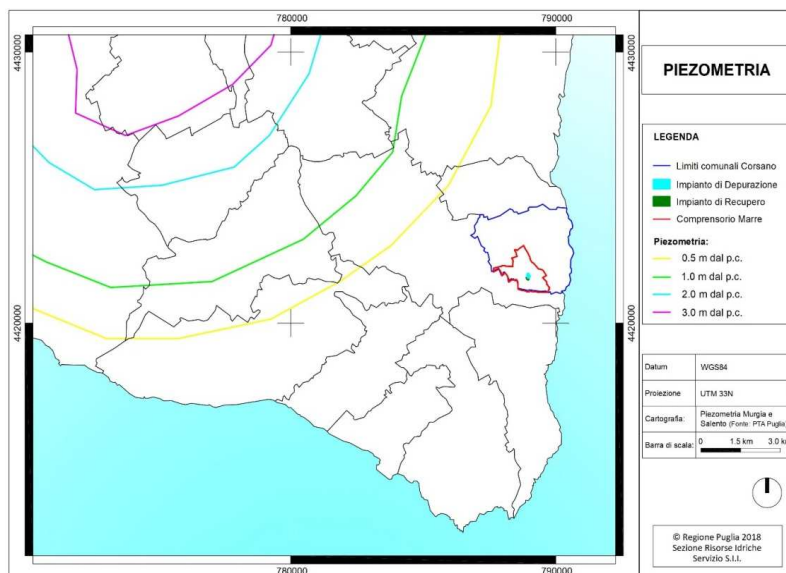 780000
790000
4430000
4430000
4420000
4420000
780000
790000
PIEZOMETRIA
LEGENDA
Limiti comunali Corsano
Impianto di Depurazione
Impianto di Recupero
Comprensorio Marre
Piezometria:
0.5 m dal p.c.
1.0 m dal p.c.
2.0 m dal p.c.
3.0 m dal p.c.
Datum WGS84
Proiezione UTM 33N
Cartografia: Piezometria Murgia e
Salento (Fonte: PTA Puglia)
Barra di scala: 0 1.5 km 3.0 k
© Regione Puglia 2018
Sezione Risorse Idriche
Servizio S.I.I.